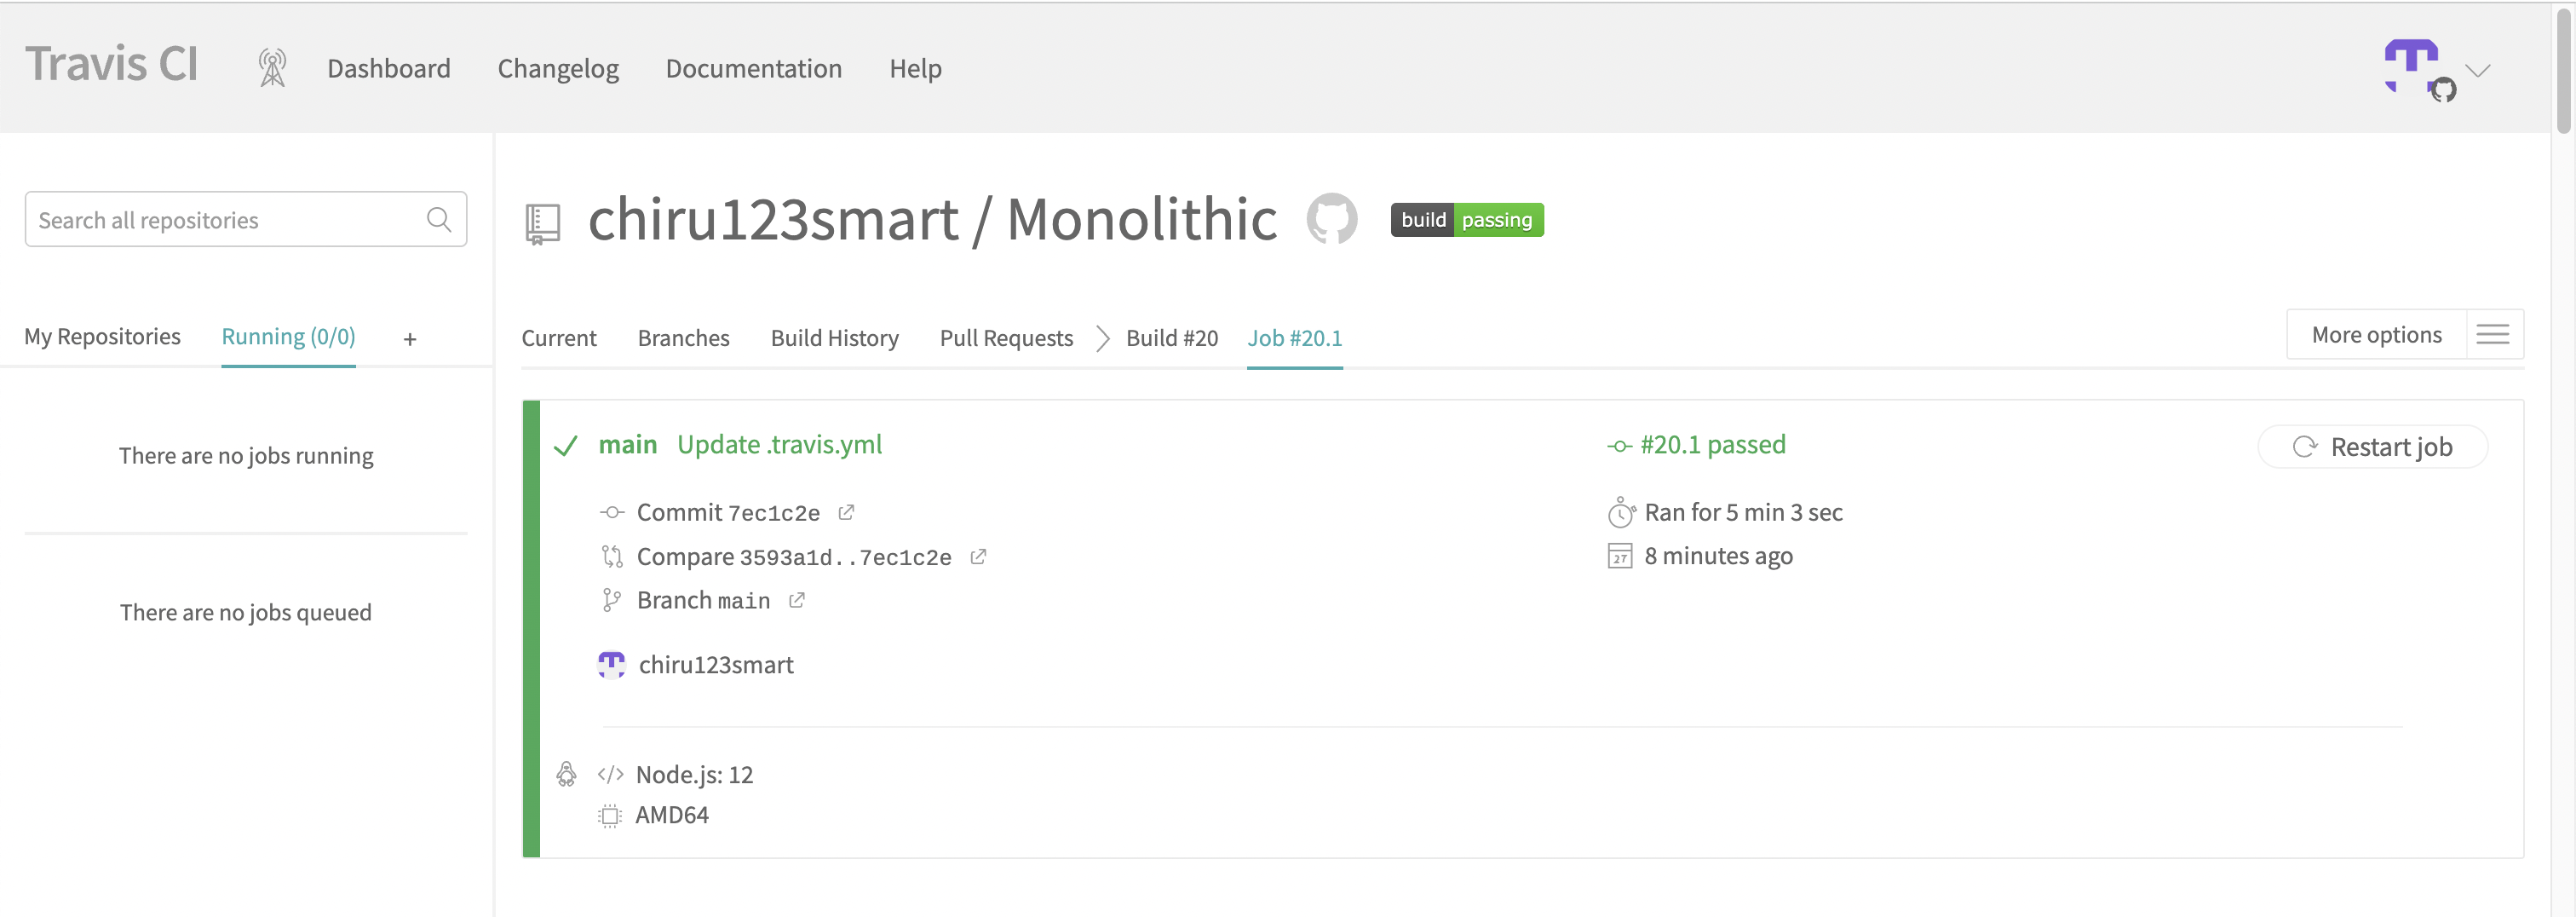 Travis CI
Dashboard Changelog Documentation Help
Search all repositories
My Repositories Running (0/0) +
There are no jobs running
There are no jobs queued
chiru123smart / Monolithic build passing
Current Branches Build History Pull Requests Build #20 Job #20.1
More options
main Update .travis.yml
Commit 7ec1c2e
Compare 3593a1d..7ec1c2e
Branch main
chiru123smart
#20.1 passed
Ran for 5 min 3 sec
27 8 minutes ago
Restart job
Node.js: 12
AMD64